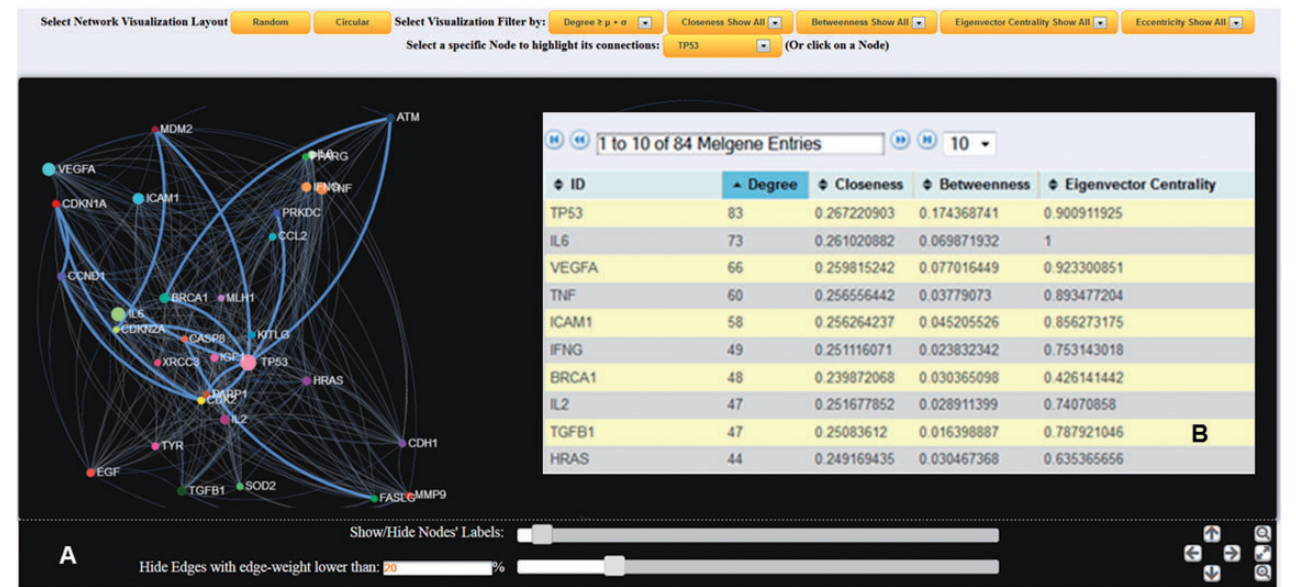 Select Network Visualization Layout Random Circular Select Visualization Filter by: Degree ≥ μ + σ Closeness Show All Betweenness Show All Eigenvector Centrality Show All Eccentricity Show All
Select a specific Node to highlight its connections: TP53 (Or click on a Node)
ATM
MDM2
PPARG
VEGFA
IFNG TNF
ICAM1
CDKN1A
PRKDC
CCL2
CCND1
BRCA1 MLH1
IL6
CDKN2A
CASP8 KITLG
XRCC3 TP53
HRAS
PARP1
IL2
TYR
CDH1
EGF
TGFB1 SOD2
FASLG MMP9
1 to 10 of 84 Melgene Entries 10
ID Degree Closeness Betweenness Eigenvector Centrality
TP53 83 0.267220903 0.174368741 0.900911925
IL6 73 0.261020882 0.069871932 1
VEGFA 66 0.259815242 0.077016449 0.923300851
TNF 60 0.256556442 0.03779073 0.893477204
ICAM1 58 0.256264237 0.045205526 0.856273175
IFNG 49 0.251116071 0.023832342 0.753143018
BRCA1 48 0.239872068 0.030365098 0.426141442
IL2 47 0.251677852 0.028911399 0.74070858
TGFB1 47 0.25083612 0.016398887 0.787921046
HRAS 44 0.249169435 0.030467368 0.635365656
B
Show/Hide Nodes' Labels:
A
Hide Edges with edge-weight lower than: 20 %